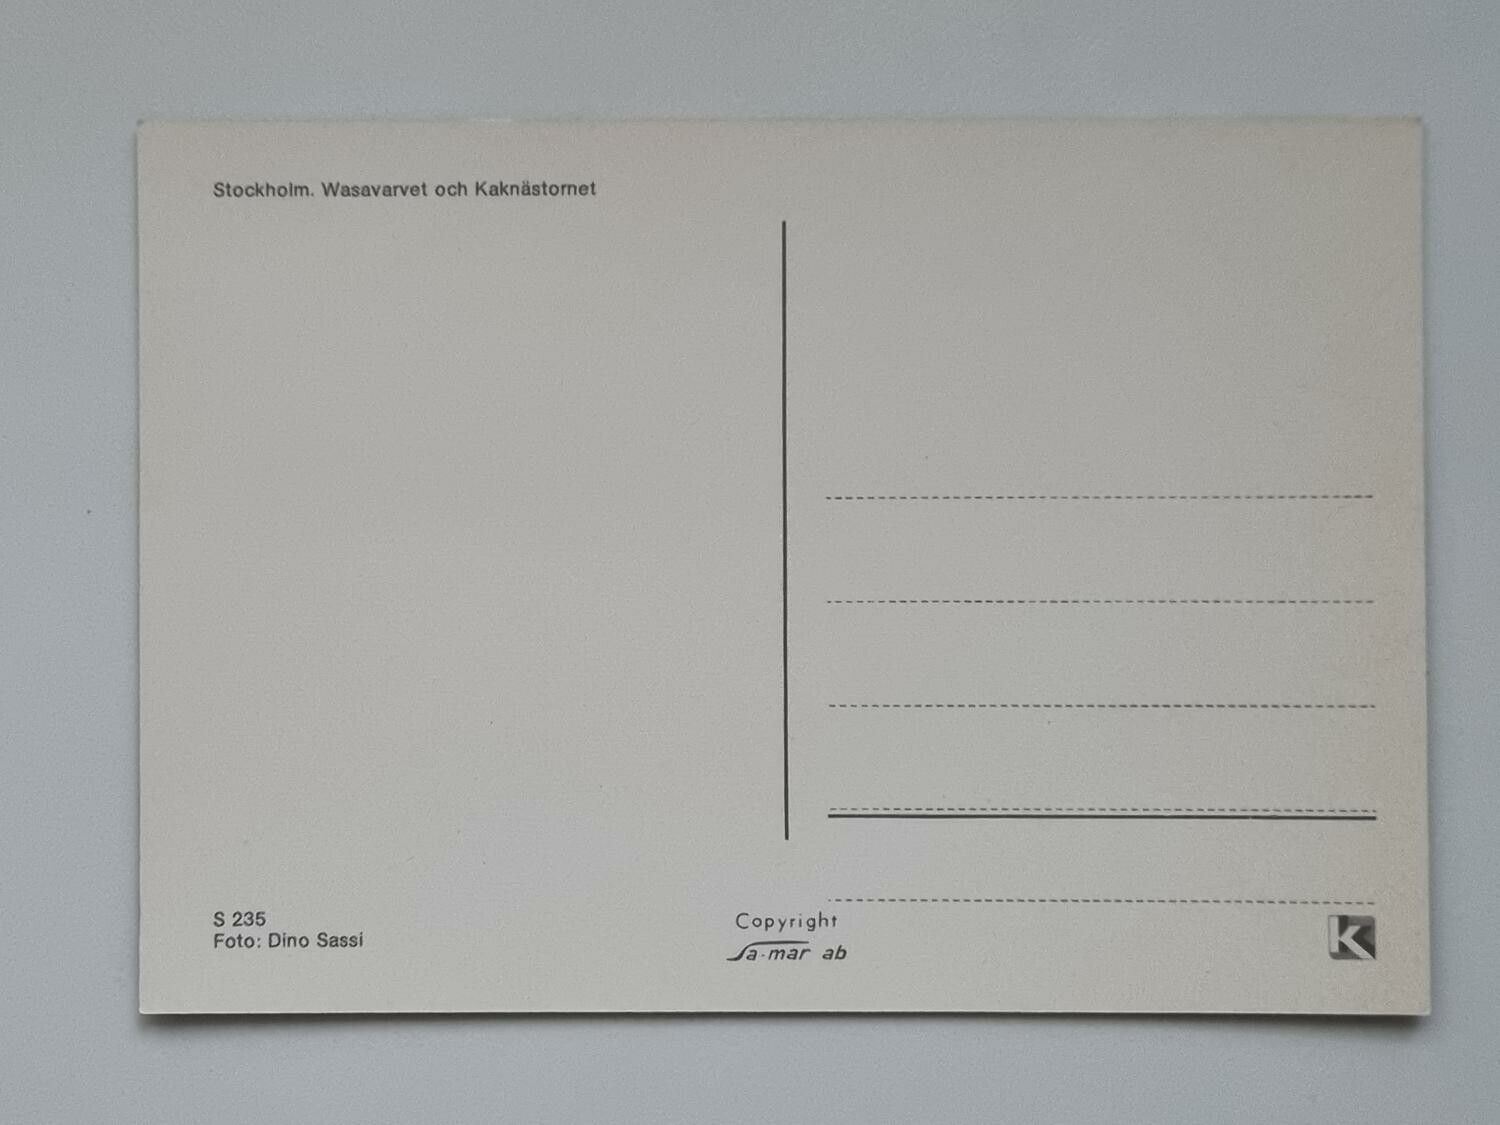 Stockholm. Wasavarvet och Kaknästornet
S 235
Foto: Dino Sassi
Copyright
Sa-mar ab
K